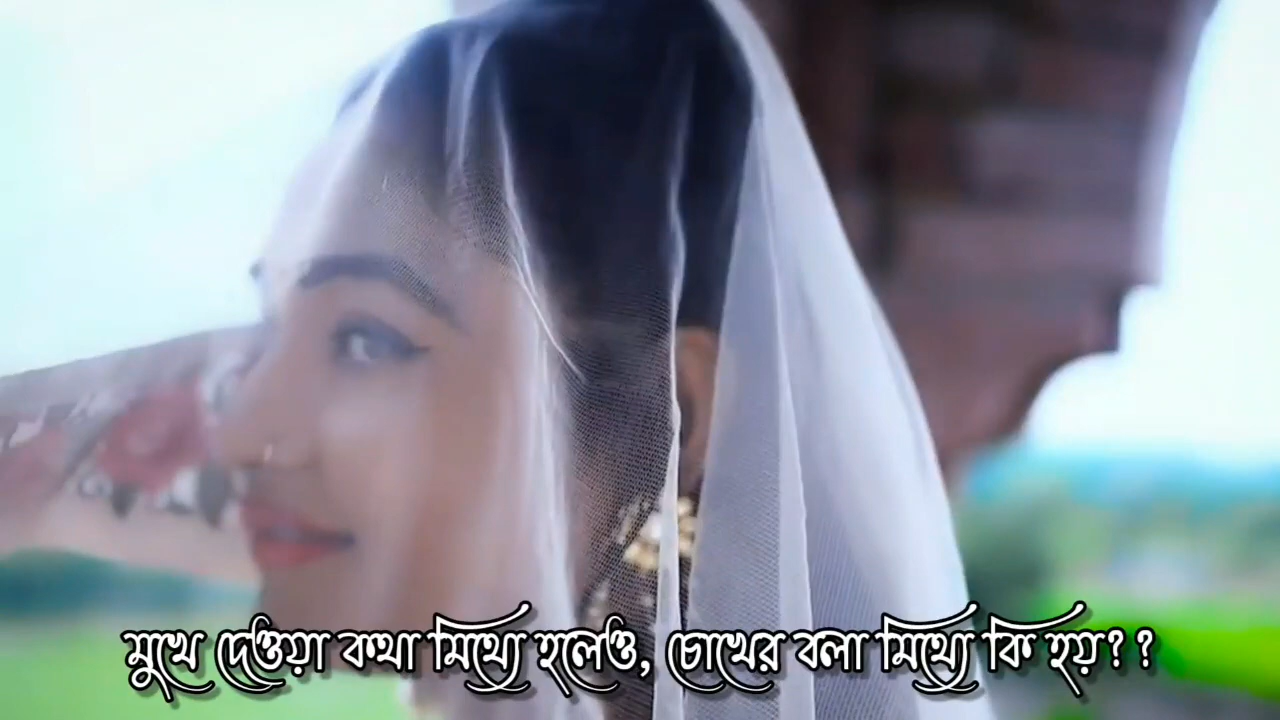 মুখে দেওয়া কথা মিথ্যে হলেও, চোখের বলা মিথ্যে কি হয়??